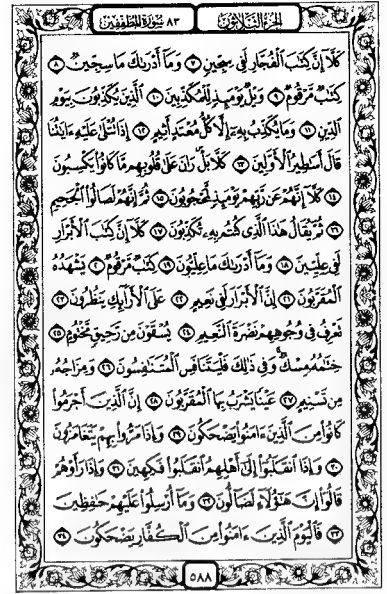 الجزء الثلاثون ٨٣ سورة المطففين
كَلَّا إِنَّ كِتَٰبَ ٱلْفُجَّارِ لَفِى سِجِّينٍ ٧ وَمَآ أَدْرَىٰكَ مَا سِجِّينٌ ٨
كِتَٰبٌ مَّرْقُومٌ ٩ وَيْلٌ يَوْمَئِذٍ لِّلْمُكَذِّبِينَ ١٠ ٱلَّذِينَ يُكَذِّبُونَ بِيَوْمِ
ٱلدِّينِ ١١ وَمَا يُكَذِّبُ بِهِۦٓ إِلَّا كُلُّ مُعْتَدٍ أَثِيمٍ ١٢ إِذَا تُتْلَىٰ عَلَيْهِ ءَايَٰتُنَا
قَالَ أَسَٰطِيرُ ٱلْأَوَّلِينَ ١٣ كَلَّا بَلْ رَانَ عَلَىٰ قُلُوبِهِم مَّا كَانُوا۟ يَكْسِبُونَ
١٤ كَلَّآ إِنَّهُمْ عَن رَّبِّهِمْ يَوْمَئِذٍ لَّمَحْجُوبُونَ ١٥ ثُمَّ إِنَّهُمْ لَصَالُوا۟ ٱلْجَحِيمِ
١٦ ثُمَّ يُقَالُ هَٰذَا ٱلَّذِى كُنتُم بِهِۦ تُكَذِّبُونَ ١٧ كَلَّآ إِنَّ كِتَٰبَ ٱلْأَبْرَارِ
لَفِى عِلِّيِّينَ ١٨ وَمَآ أَدْرَىٰكَ مَا عِلِّيُّونَ ١٩ كِتَٰبٌ مَّرْقُومٌ ٢٠ يَشْهَدُهُ
ٱلْمُقَرَّبُونَ ٢١ إِنَّ ٱلْأَبْرَارَ لَفِى نَعِيمٍ ٢٢ عَلَى ٱلْأَرَآئِكِ يَنظُرُونَ ٢٣
تَعْرِفُ فِى وُجُوهِهِمْ نَضْرَةَ ٱلنَّعِيمِ ٢٤ يُسْقَوْنَ مِن رَّحِيقٍ مَّخْتُومٍ ٢٥
خِتَٰمُهُۥ مِسْكٌ وَفِى ذَٰلِكَ فَلْيَتَنَافَسِ ٱلْمُتَنَٰفِسُونَ ٢٦ وَمِزَاجُهُۥ
مِن تَسْنِيمٍ ٢٧ عَيْنًا يَشْرَبُ بِهَا ٱلْمُقَرَّبُونَ ٢٨ إِنَّ ٱلَّذِينَ أَجْرَمُوا۟
كَانُوا۟ مِنَ ٱلَّذِينَ ءَامَنُوا۟ يَضْحَكُونَ ٢٩ وَإِذَا مَرُّوا۟ بِهِمْ يَتَغَامَزُونَ
٣٠ وَإِذَا ٱنقَلَبُوٓا۟ إِلَىٰٓ أَهْلِهِمُ ٱنقَلَبُوا۟ فَكِهِينَ ٣١ وَإِذَا رَأَوْهُمْ
قَالُوٓا۟ إِنَّ هَٰٓؤُلَآءِ لَضَآلُّونَ ٣٢ وَمَآ أُرْسِلُوا۟ عَلَيْهِمْ حَٰفِظِينَ
٣٣ فَٱلْيَوْمَ ٱلَّذِينَ ءَامَنُوا۟ مِنَ ٱلْكُفَّارِ يَضْحَكُونَ ٣٤
٥٨٨